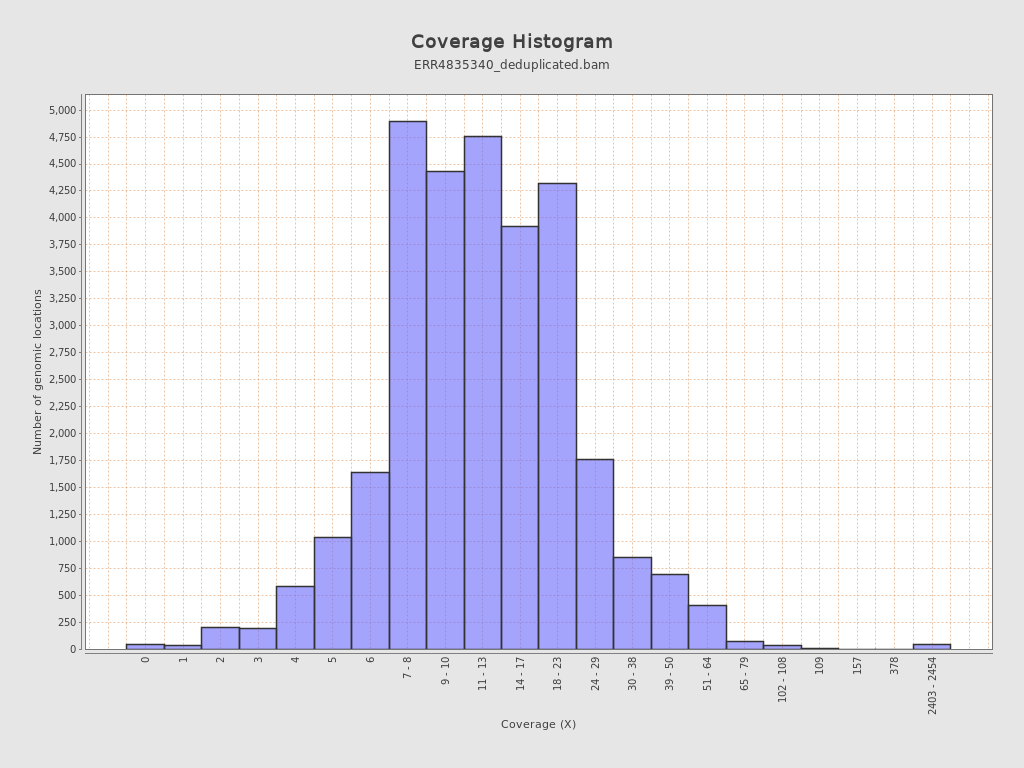 Coverage Histogram
ERR4835340_deduplicated.bam
Number of genomic locations
5,000
4,750
4,500
4,250
4,000
3,750
3,500
3,250
3,000
2,750
2,500
2,250
2,000
1,750
1,500
1,250
1,000
750
500
250
0
0
1
2
3
4
5
6
7 - 8
9 - 10
11 - 13
14 - 17
18 - 23
24 - 29
30 - 38
39 - 50
51 - 64
65 - 79
102 - 108
109
157
378
2403 - 2454
Coverage (X)